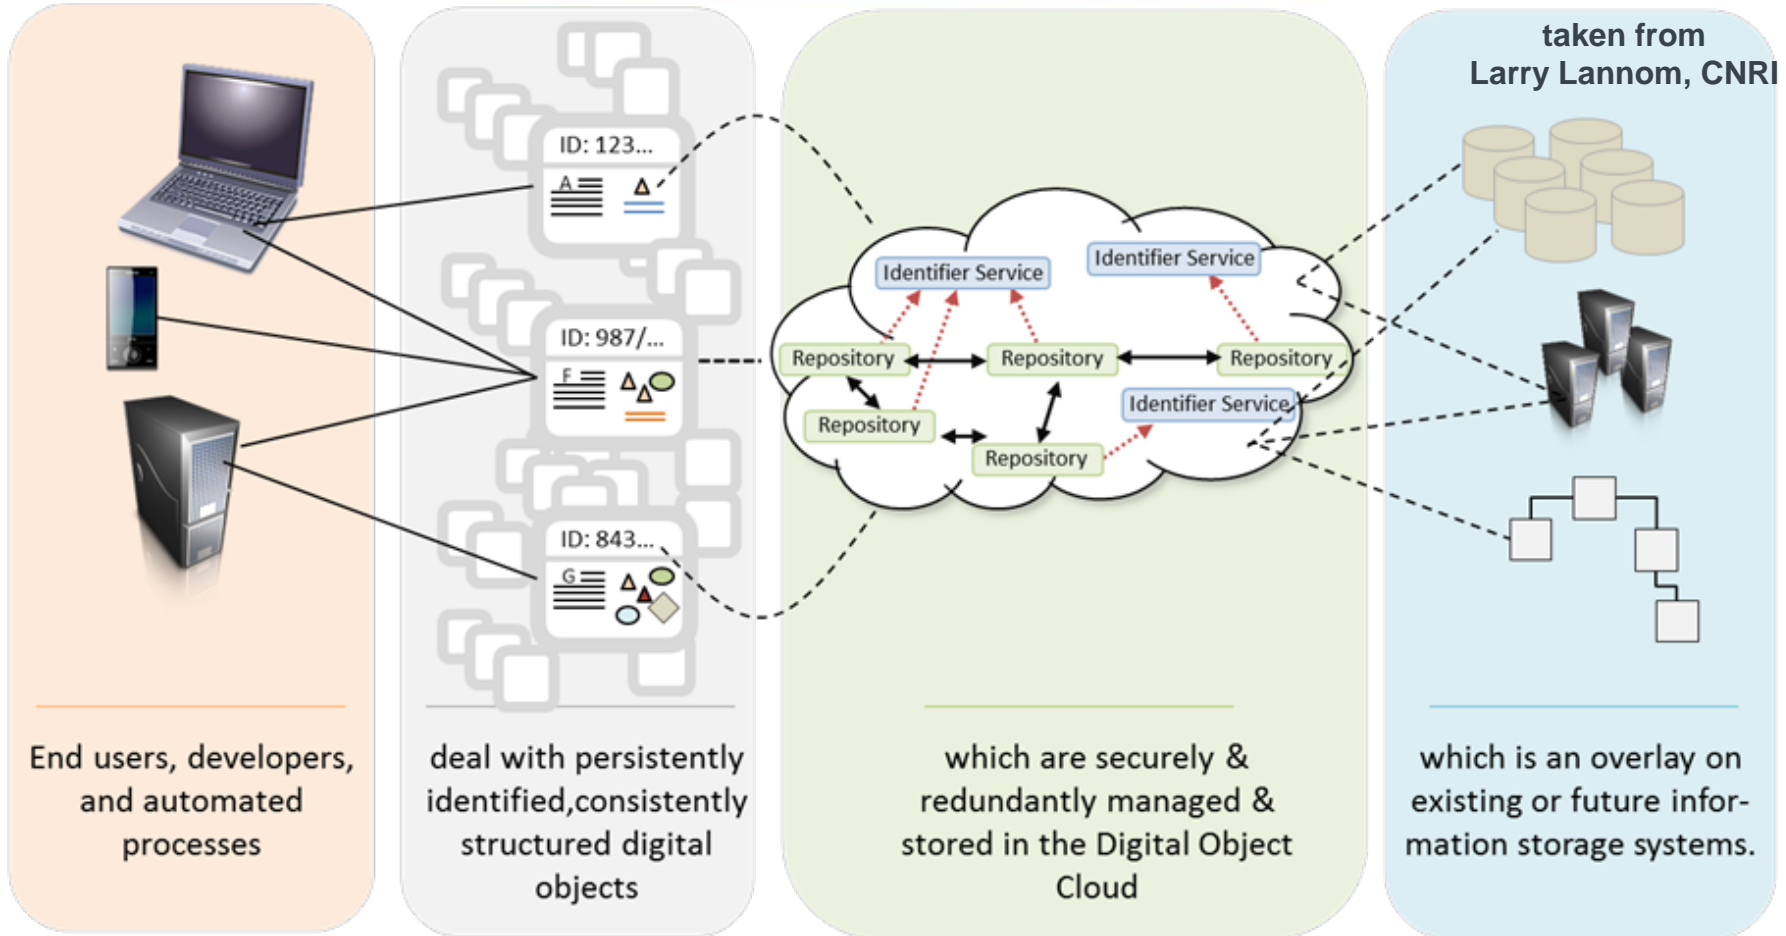 taken from
Larry Lannom, CNRI
ID: 123...
A
ID: 987/...
F
ID: 843...
G
Identifier Service
Identifier Service
Repository
Repository
Repository
Identifier Service
Repository
Repository
End users, developers,
and automated
processes
deal with persistently
identified,consistently
structured digital
objects
which are securely &
redundantly managed &
stored in the Digital Object
Cloud
which is an overlay on
existing or future infor-
mation storage systems.